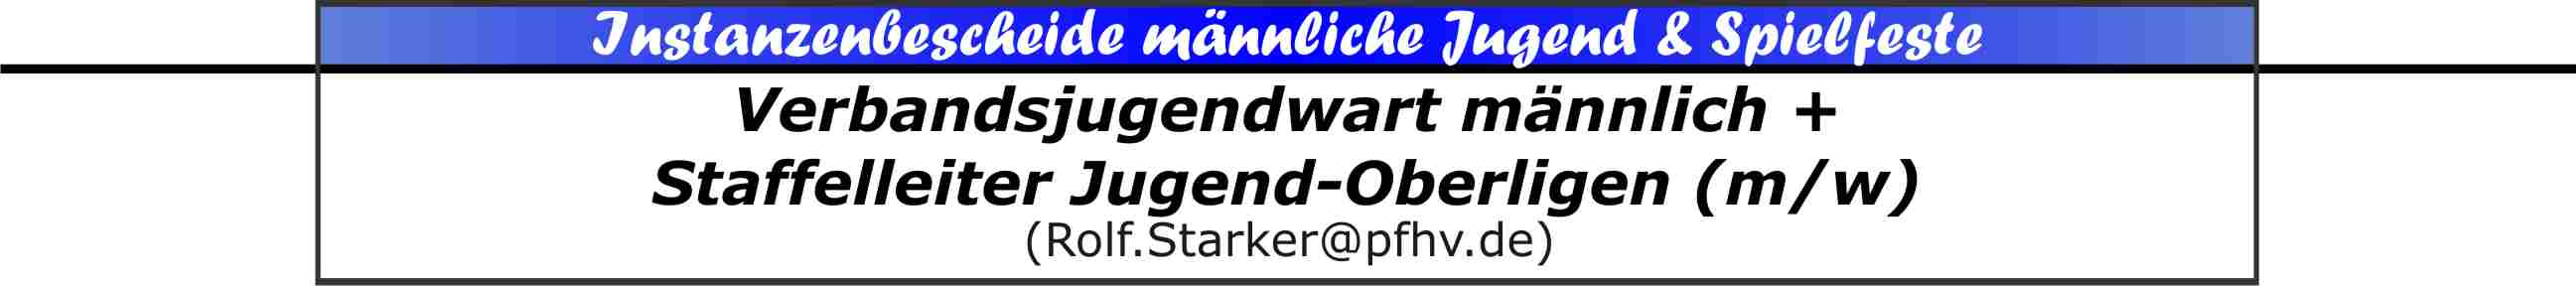 Instanzenbescheide männliche Jugend & Spielfeste
Verbandsjugendwart männlich +
Staffelleiter Jugend-Oberligen (m/w)
(Rolf.Starker@pfhv.de)